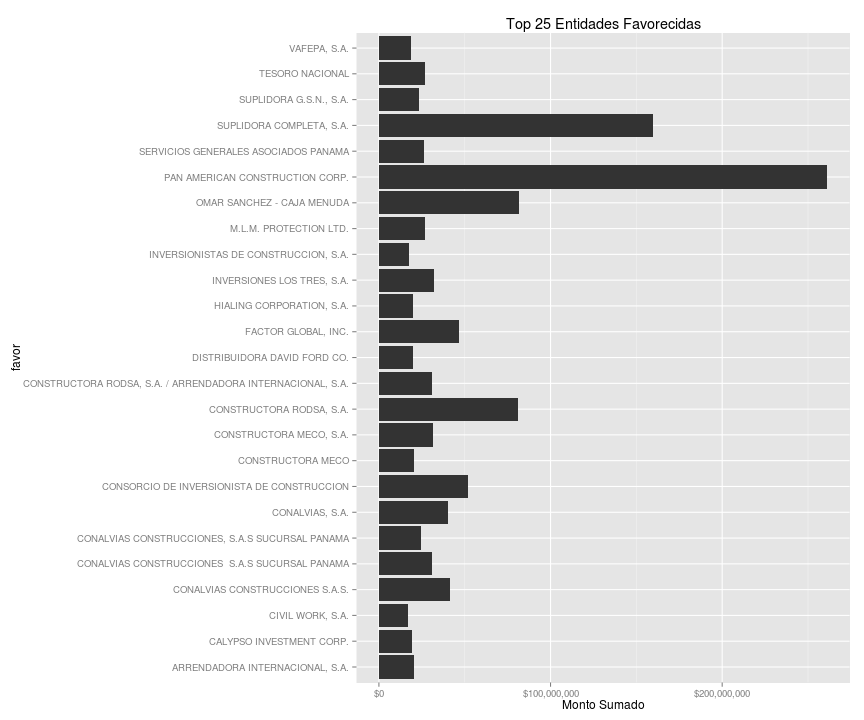 Top 25 Entidades Favorecidas
VAFEPA, S.A.
TESORO NACIONAL
SUPLIDORA G.S.N., S.A.
SUPLIDORA COMPLETA, S.A.
SERVICIOS GENERALES ASOCIADOS PANAMA
PAN AMERICAN CONSTRUCTION CORP.
OMAR SANCHEZ - CAJA MENUDA
M.L.M. PROTECTION LTD.
INVERSIONISTAS DE CONSTRUCCION, S.A.
INVERSIONES LOS TRES, S.A.
HIALING CORPORATION, S.A.
FACTOR GLOBAL, INC.
favor
DISTRIBUIDORA DAVID FORD CO.
CONSTRUCTORA RODSA, S.A. / ARRENDADORA INTERNACIONAL, S.A.
CONSTRUCTORA RODSA, S.A.
CONSTRUCTORA MECO, S.A.
CONSTRUCTORA MECO
CONSORCIO DE INVERSIONISTA DE CONSTRUCCION
CONALVIAS, S.A.
CONALVIAS CONSTRUCCIONES, S.A.S SUCURSAL PANAMA
CONALVIAS CONSTRUCCIONES  S.A.S SUCURSAL PANAMA
CONALVIAS CONSTRUCCIONES S.A.S.
CIVIL WORK, S.A.
CALYPSO INVESTMENT CORP.
ARRENDADORA INTERNACIONAL, S.A.
$0 $100,000,000 $200,000,000
Monto Sumado